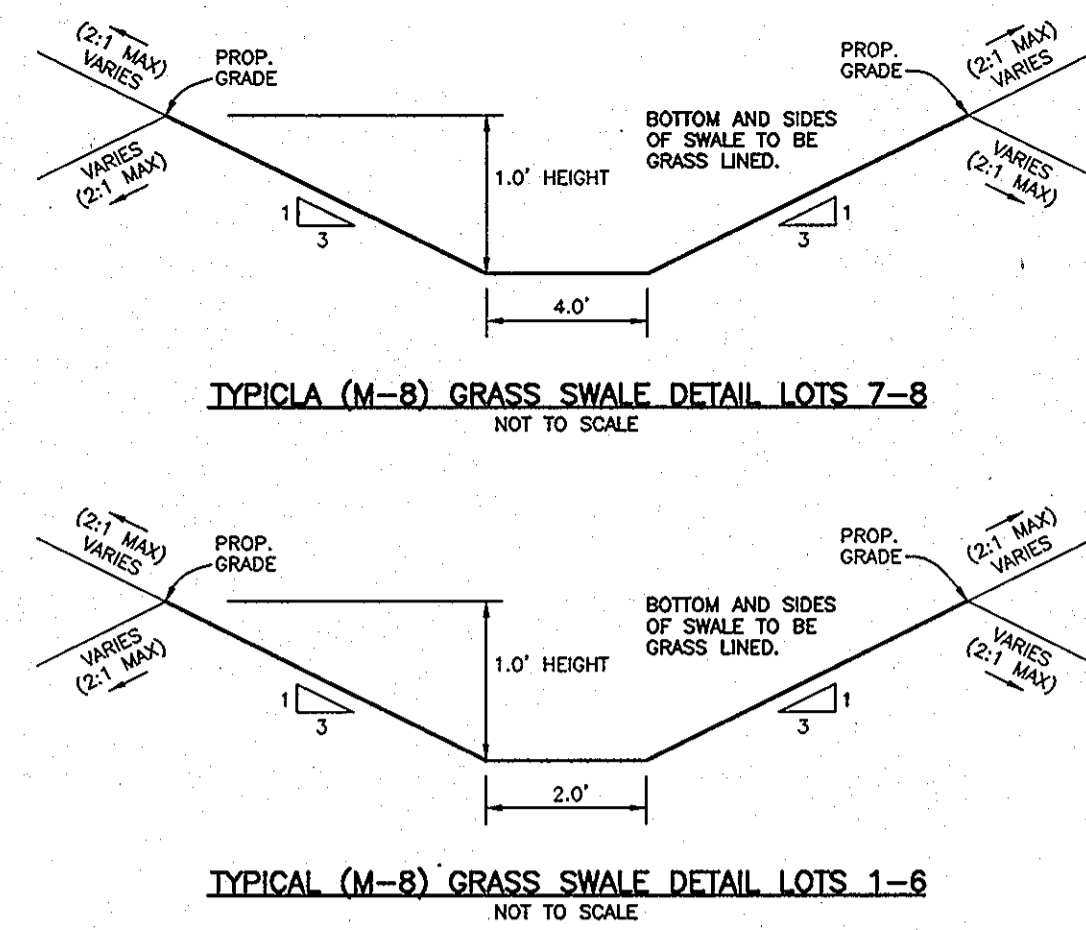 (2:1 MAX)
VARIES
PROP.
GRADE
VARIES
(2:1 MAX)
1
3
1.0' HEIGHT
4.0'
BOTTOM AND SIDES
OF SWALE TO BE
GRASS LINED.
PROP.
GRADE
(2:1 MAX)
VARIES
VARIES
(2:1 MAX)
1
3
TYPICLA (M-8) GRASS SWALE DETAIL LOTS 7-8
NOT TO SCALE
(2:1 MAX)
VARIES
PROP.
GRADE
VARIES
(2:1 MAX)
1
3
1.0' HEIGHT
2.0'
BOTTOM AND SIDES
OF SWALE TO BE
GRASS LINED.
PROP.
GRADE
(2:1 MAX)
VARIES
VARIES
(2:1 MAX)
1
3
TYPICAL (M-8) GRASS SWALE DETAIL LOTS 1-6
NOT TO SCALE